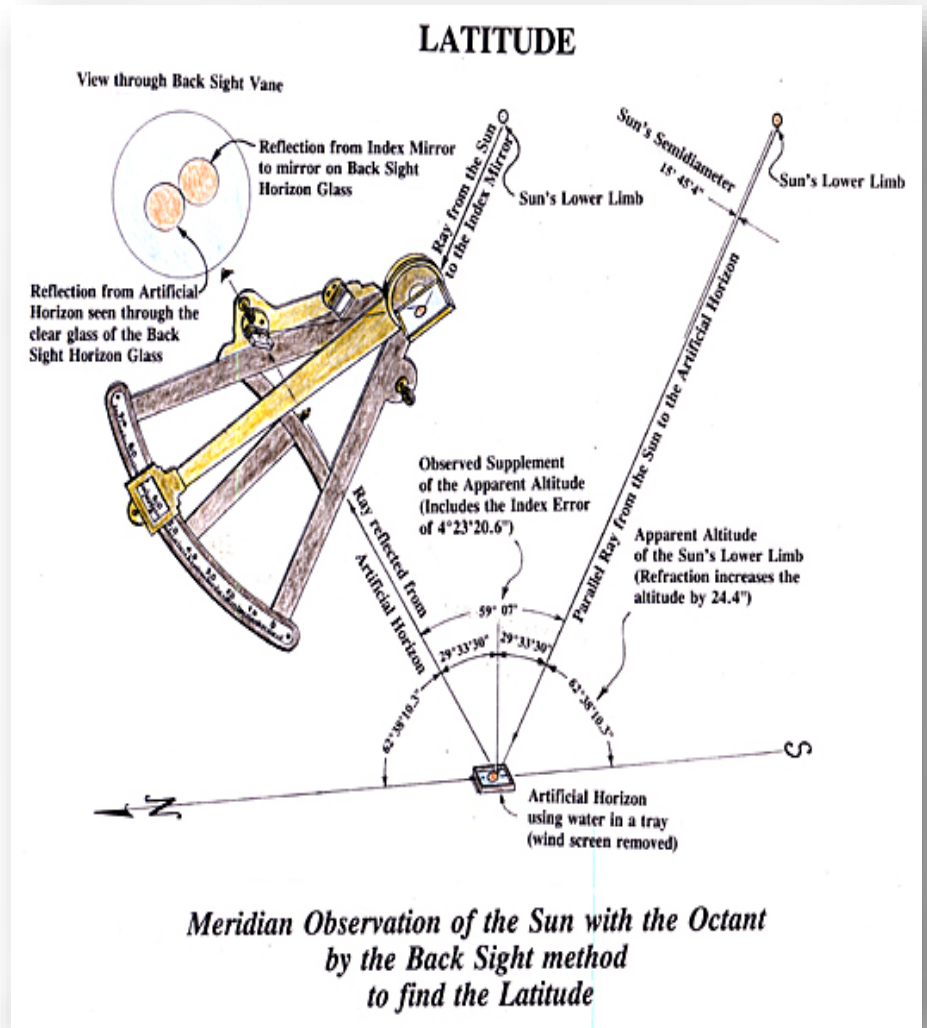 LATITUDE
View through Back Sight Vane
Reflection from Index Mirror
to mirror on Back Sight
Horizon Glass
Reflection from Artificial
Horizon seen through the
clear glass of the Back
Sight Horizon Glass
Ray from the Sun
to the Index Mirror
Sun's Lower Limb
Sun's Semidiameter
15' 45'4"
Sun's Lower Limb
Parallel Ray from the Sun to the Artificial Horizon
Observed Supplement
of the Apparent Altitude
(Includes the Index Error
of 4°23'20.6")
Apparent Altitude
of the Sun's Lower Limb
(Refraction increases the
altitude by 24.4")
Ray reflected from
Artificial Horizon
59° 07'
29°33'30"
29°33'30"
62°38'10.3"
62°38'10.3"
S
N
Artificial Horizon
using water in a tray
(wind screen removed)
Meridian Observation of the Sun with the Octant
by the Back Sight method
to find the Latitude